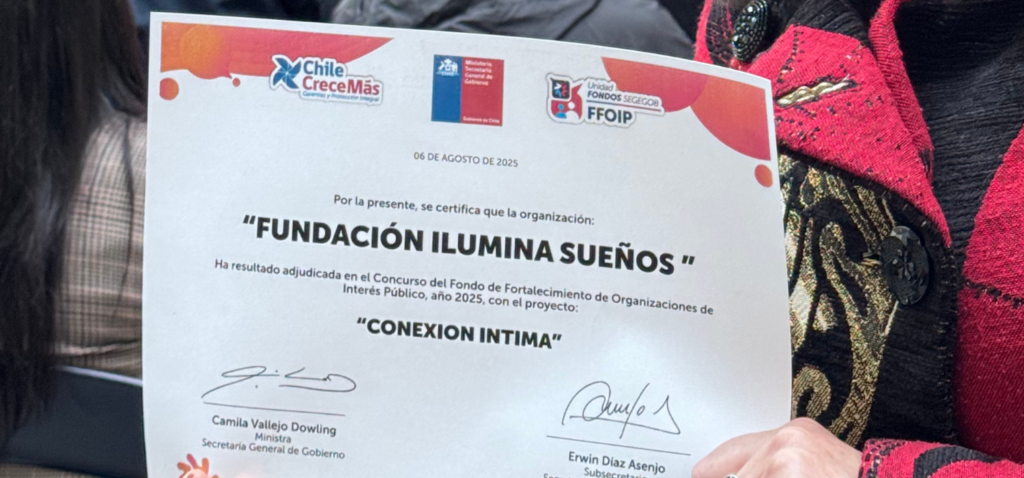 Chile
CreceMás
Garantías y Protección Integral
Ministerio
Secretaría
General de
Gobierno
Gobierno de Chile
Unidad
FONDOS SEGEGOB
FFOIP
06 DE AGOSTO DE 2025
Por la presente, se certifica que la organización:
“FUNDACIÓN ILUMINA SUEÑOS ”
Ha resultado adjudicada en el Concurso del Fondo de Fortalecimiento de Organizaciones de
Interés Público, año 2025, con el proyecto:
“CONEXION INTIMA”
Camila Vallejo Dowling
Ministra
Secretaría General de Gobierno
Erwin Díaz Asenjo